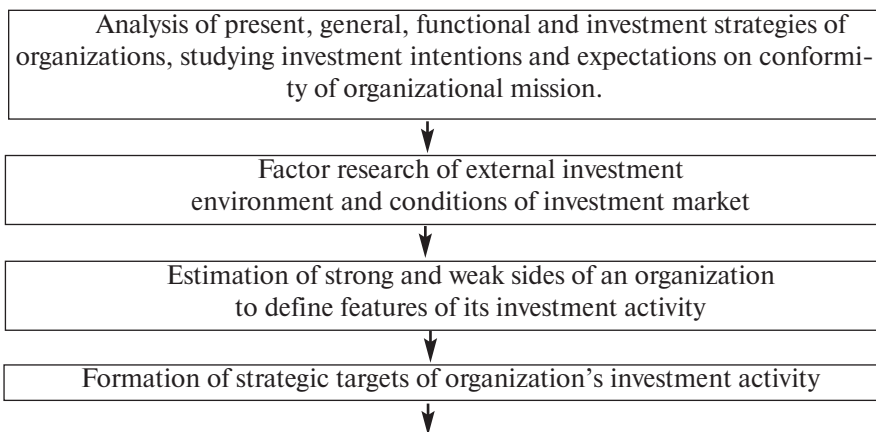 Analysis of present, general, functional and investment strategies of
organizations, studying investment intentions and expectations on conformi-
ty of organizational mission.
Factor research of external investment
environment and conditions of investment market
Estimation of strong and weak sides of an organization
to define features of its investment activity
Formation of strategic targets of organization’s investment activity